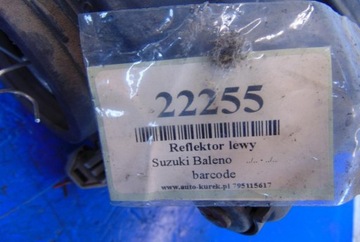 22255
Reflektor lewy
Suzuki Baleno ../.-../..
barcode
www.auto-kursk.pl 795115617